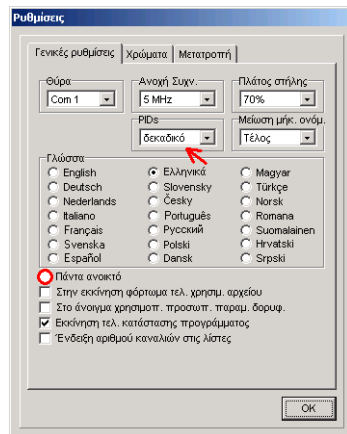 Ρυθμίσεις
Γενικές ρυθμίσεις Χρώματα Μετατροπή
Θύρα Ανοχή Συχν. Πλάτος στήλης
Com 1 5 MHz 70%
PIDs Μείωση μήκ. ονόμ.
δεκαδικό Τέλος
Γλώσσα
English Ελληνικά Magyar
Deutsch Slovensky Türkçe
Nederlands Česky Norsk
Italiano Português Romana
Français Русский Suomalainen
Svenska Polski Hrvatski
Español Dansk Srpski
Πάντα ανοικτό
Στην εκκίνηση φόρτωμα τελ. χρησιμ. αρχείου
Στο άνοιγμα χρησιμοπ. προσωπ. παραμ. δορυφ.
Εκκίνηση τελ. κατάστασης προγράμματος
Ένδειξη αριθμού καναλιών στις λίστες
OK